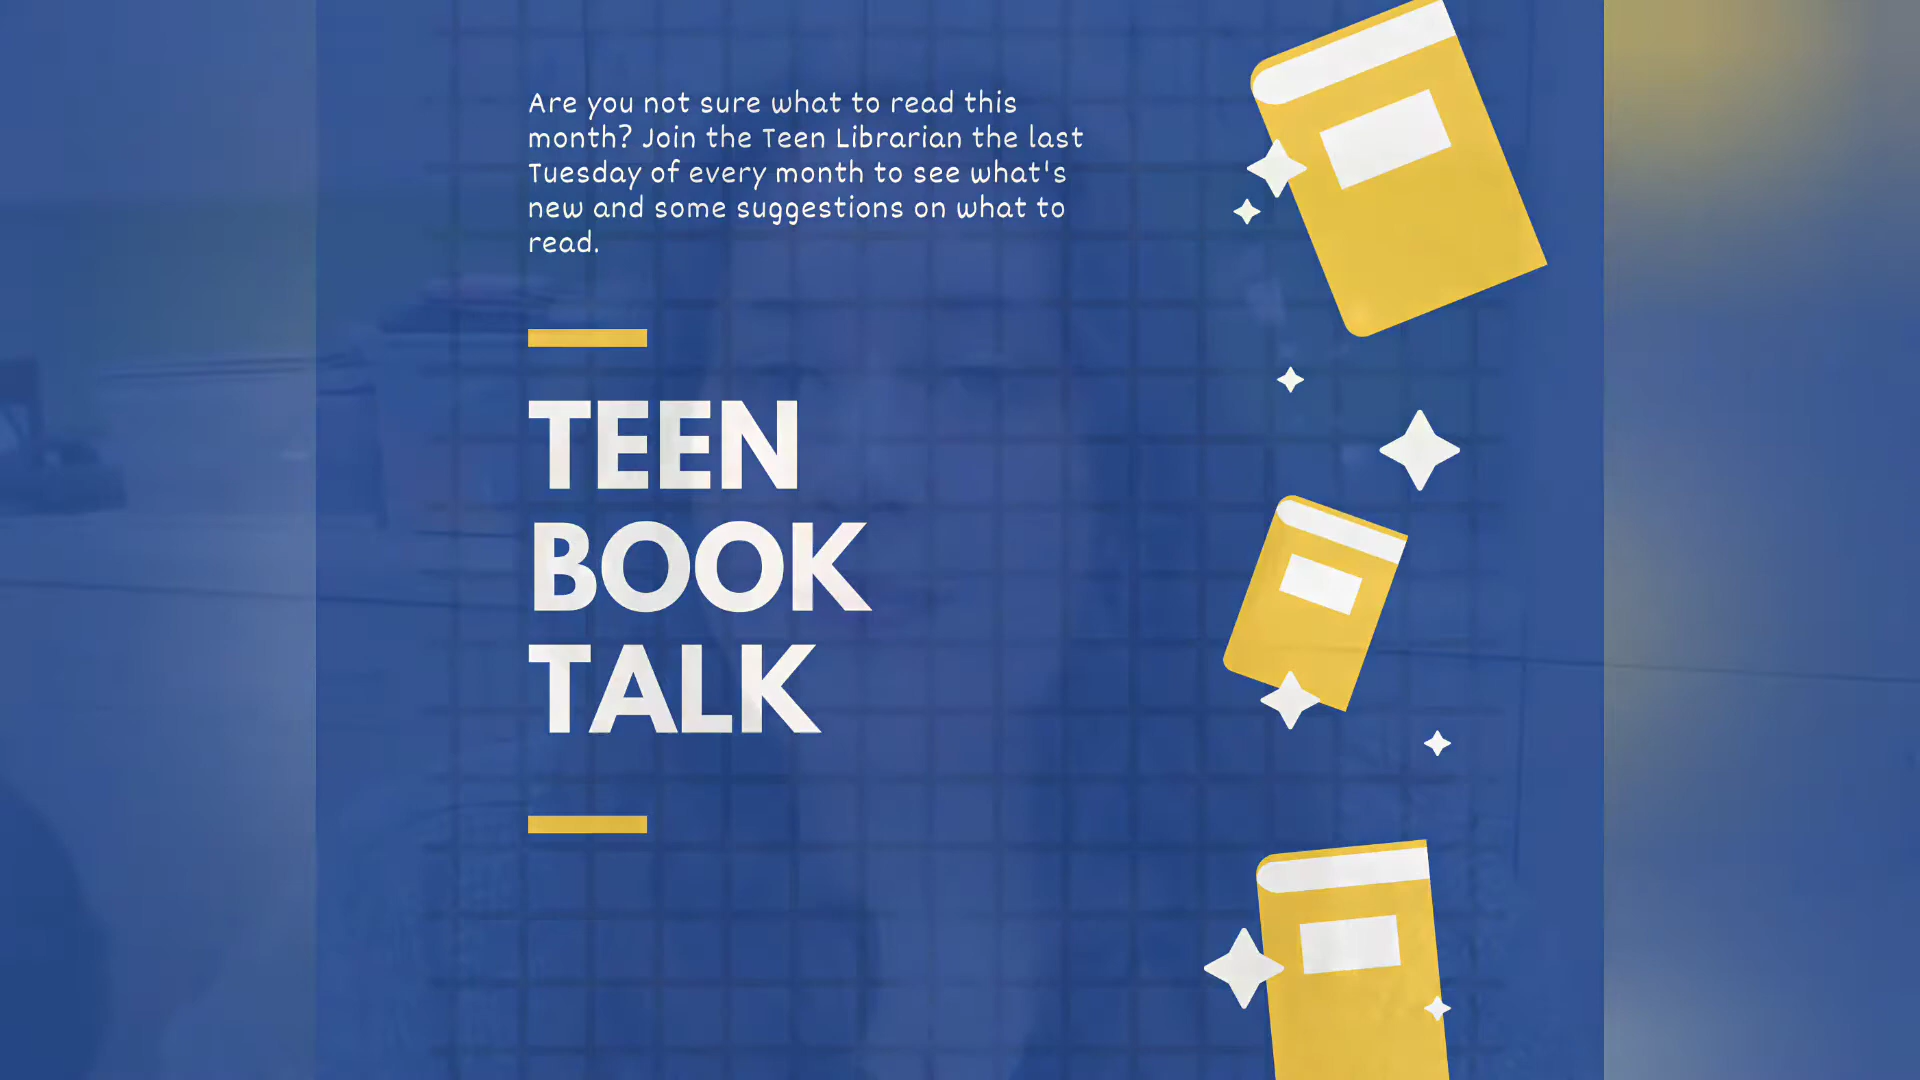 Are you not sure what to read this
month? Join the Teen Librarian the last
Tuesday of every month to see what's
new and some suggestions on what to
read.
TEEN
BOOK
TALK